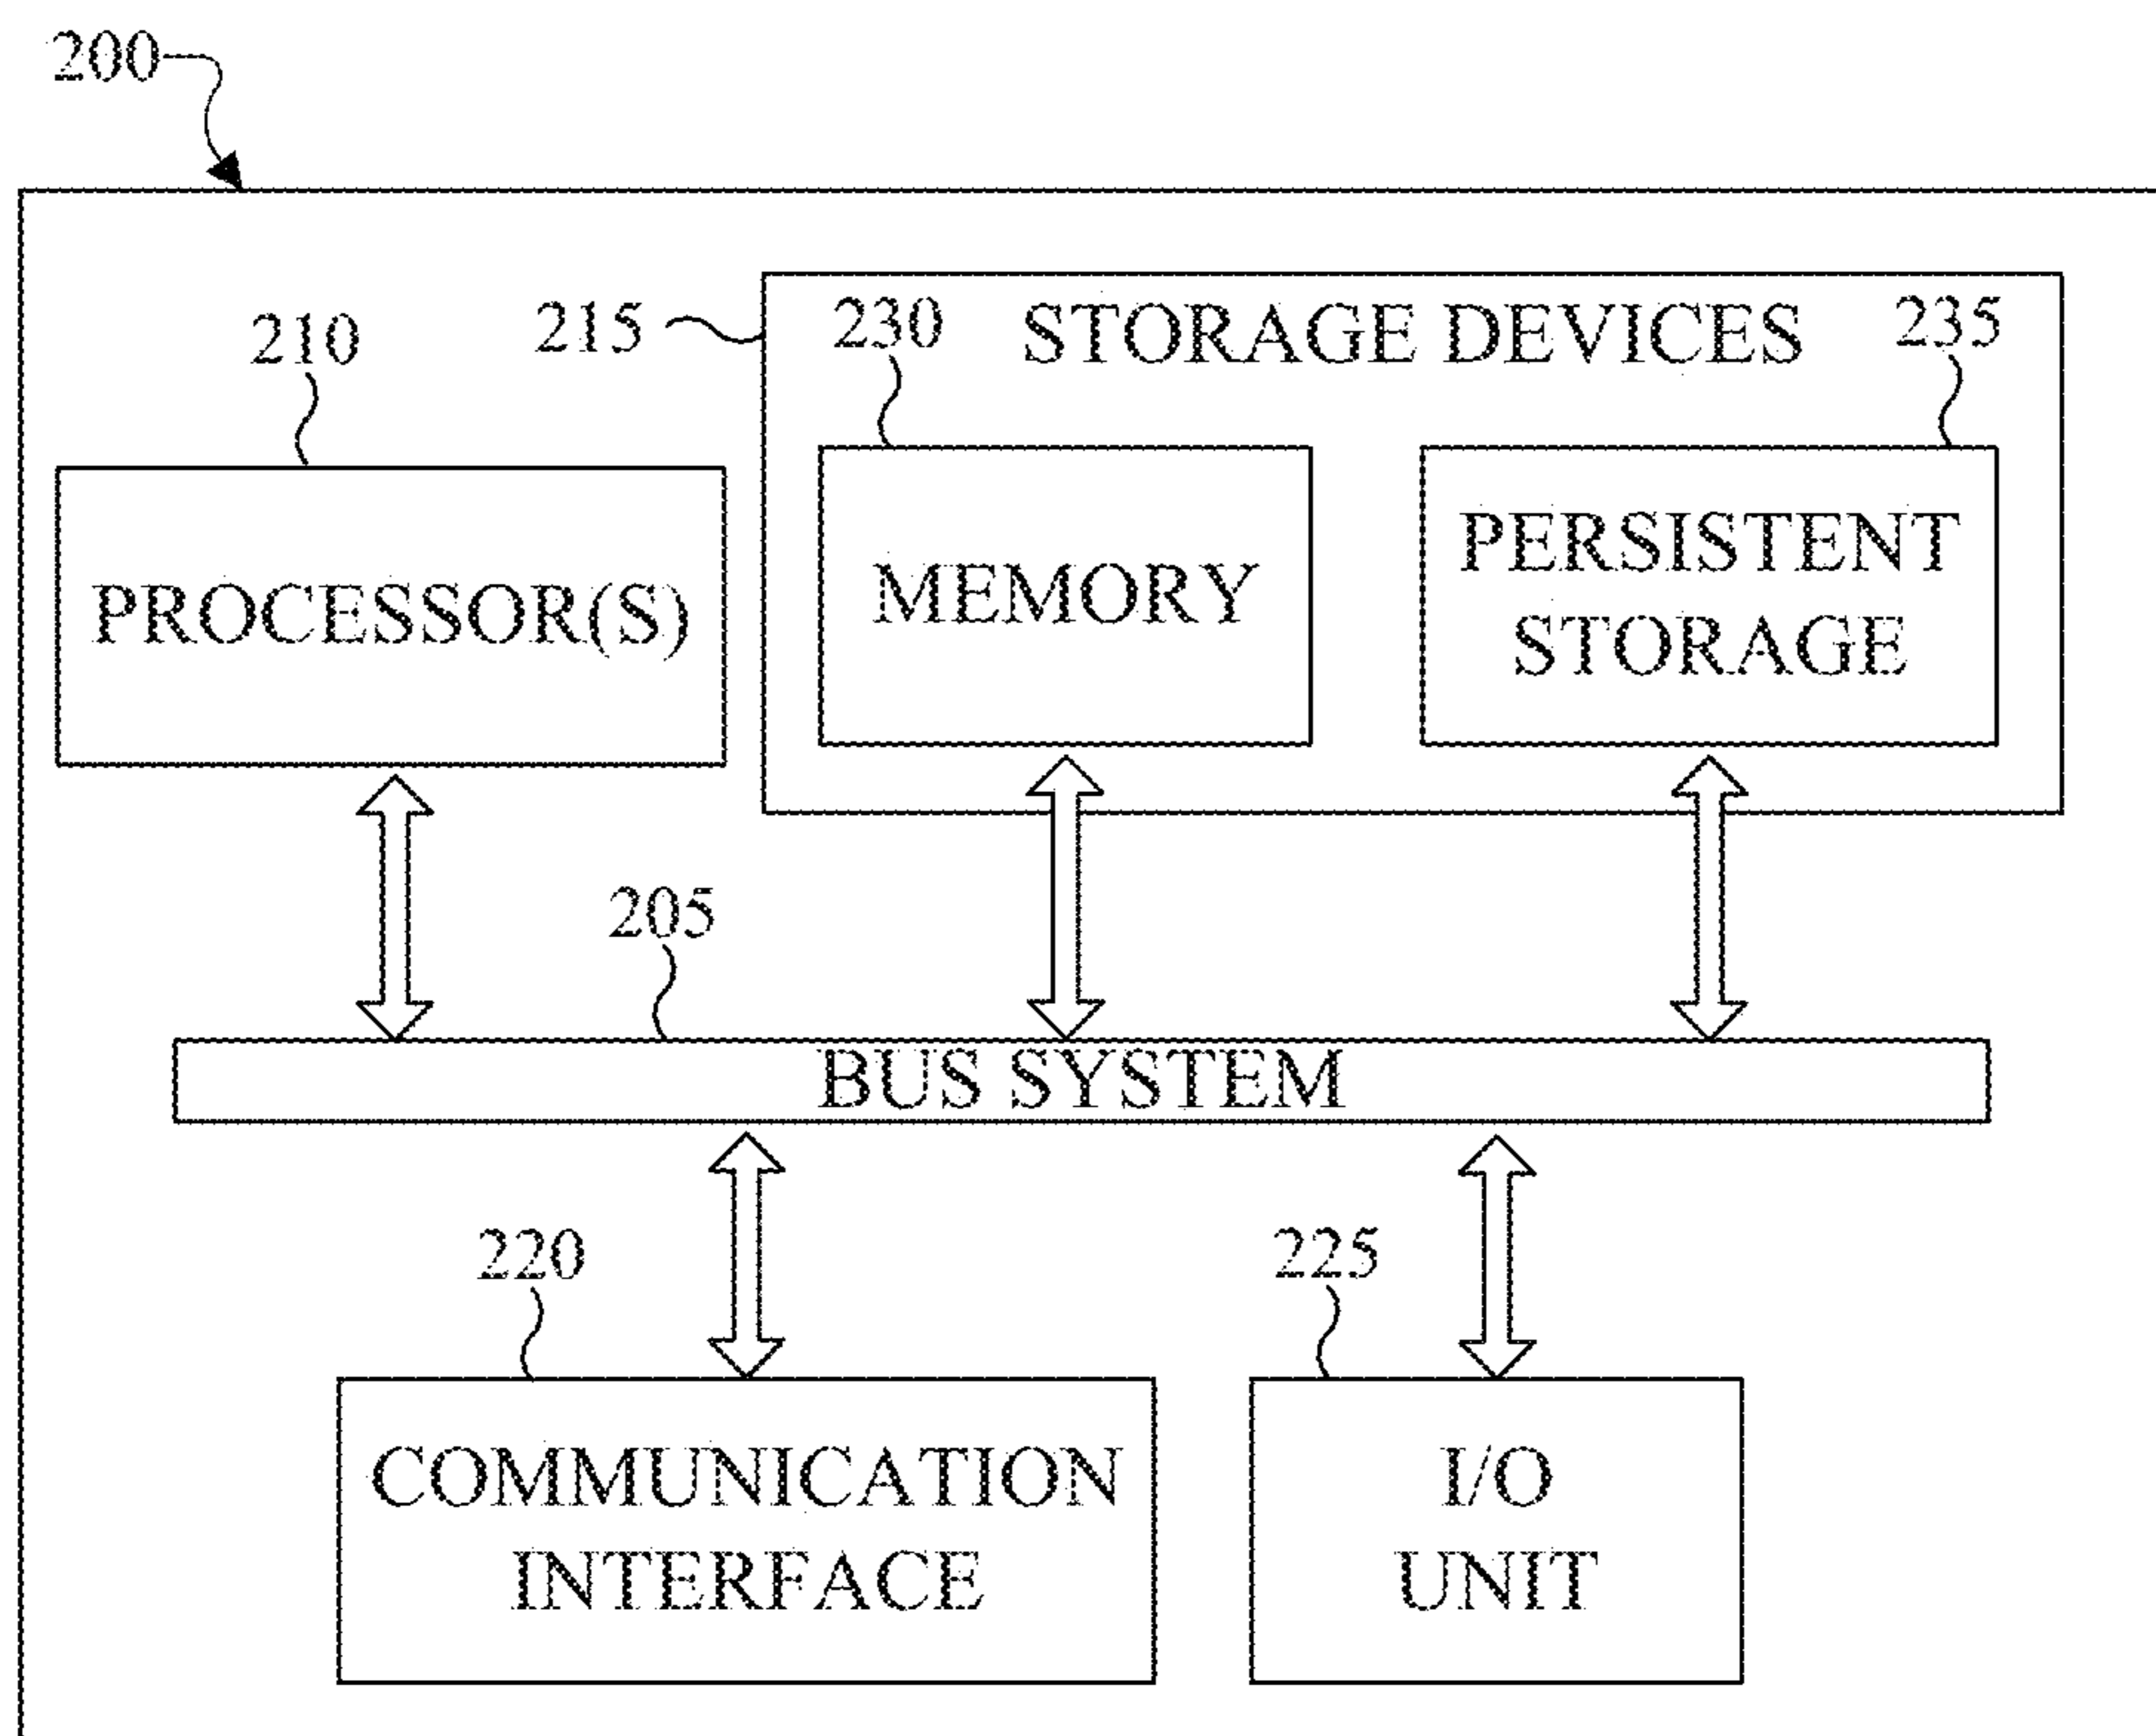 200
210
215
230
STORAGE DEVICES
235
PROCESSOR(S)
MEMORY
PERSISTENT
STORAGE
205
BUS SYSTEM
220
225
COMMUNICATION
INTERFACE
I/O
UNIT